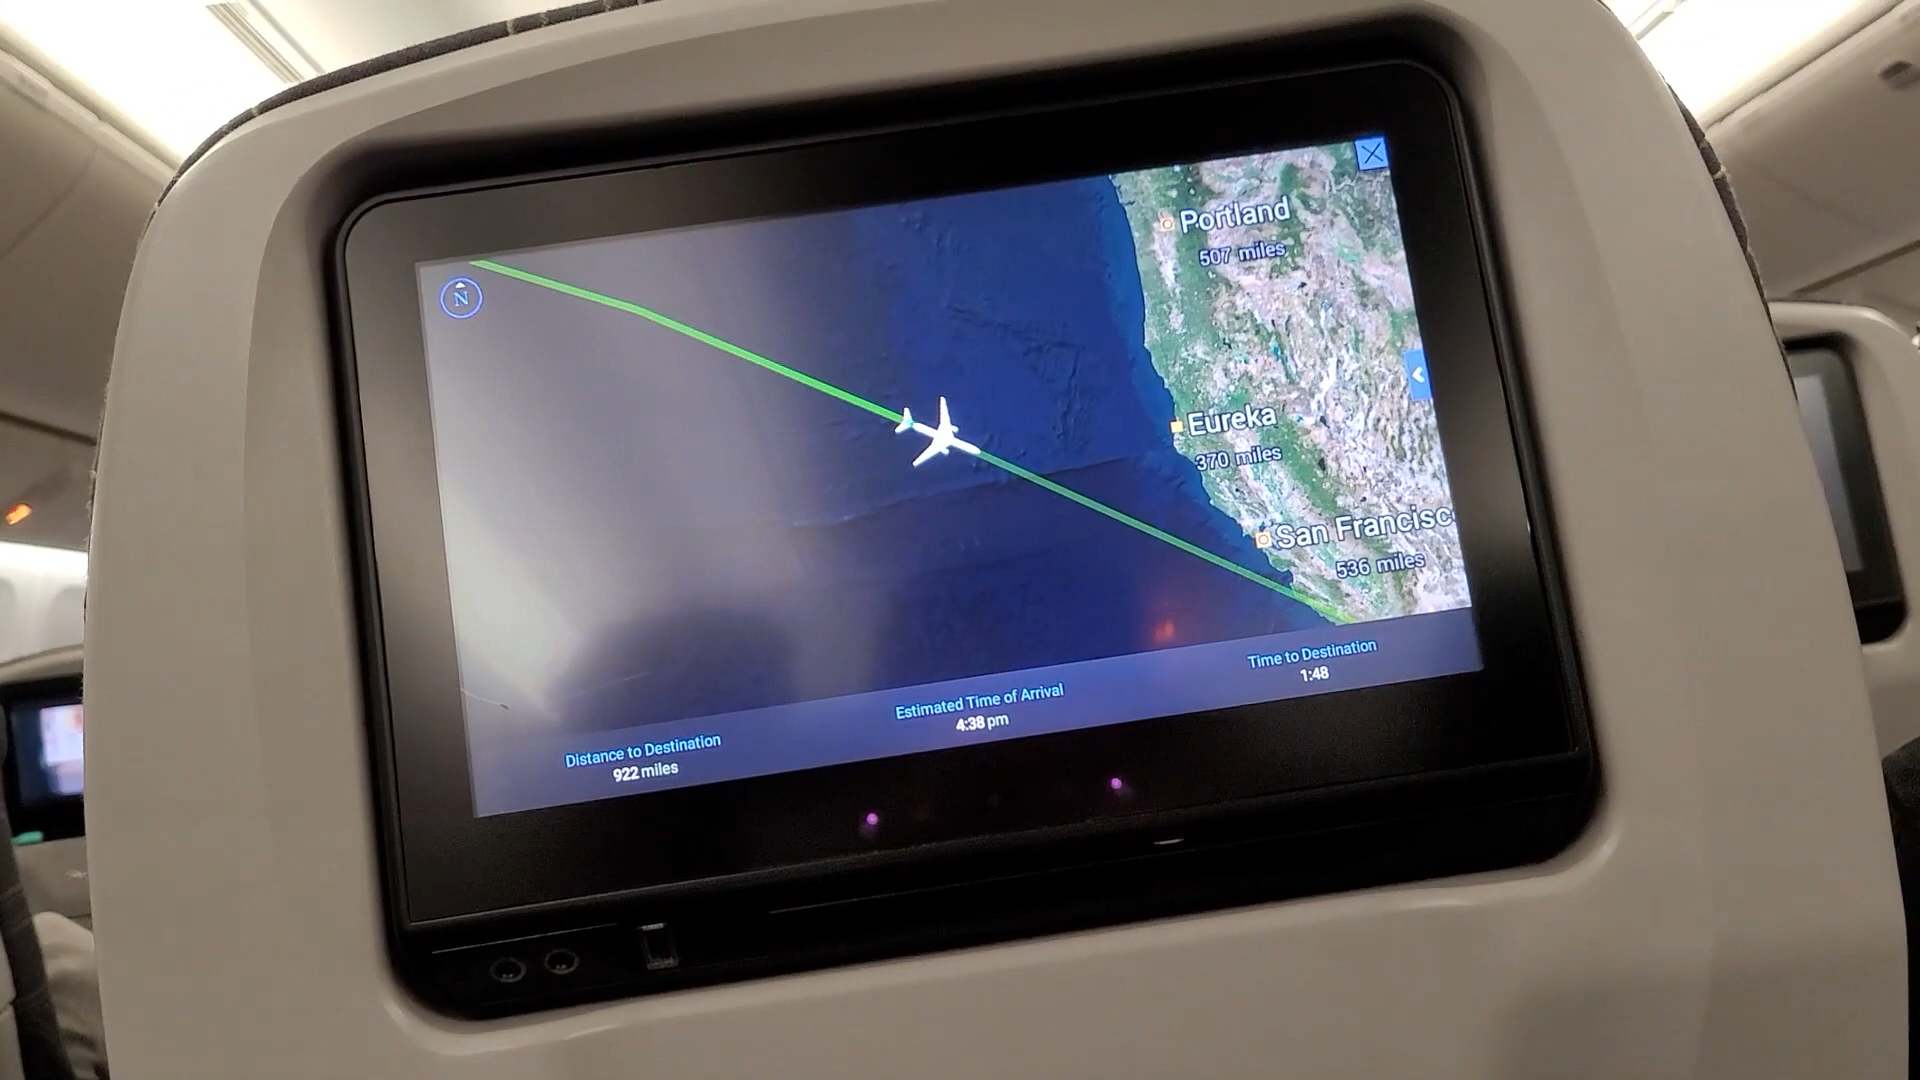 N
Portland
507 miles
Eureka
370 miles
San Francisc
536 miles
Distance to Destination
922 miles
Estimated Time of Arrival
4:38 pm
Time to Destination
1:48